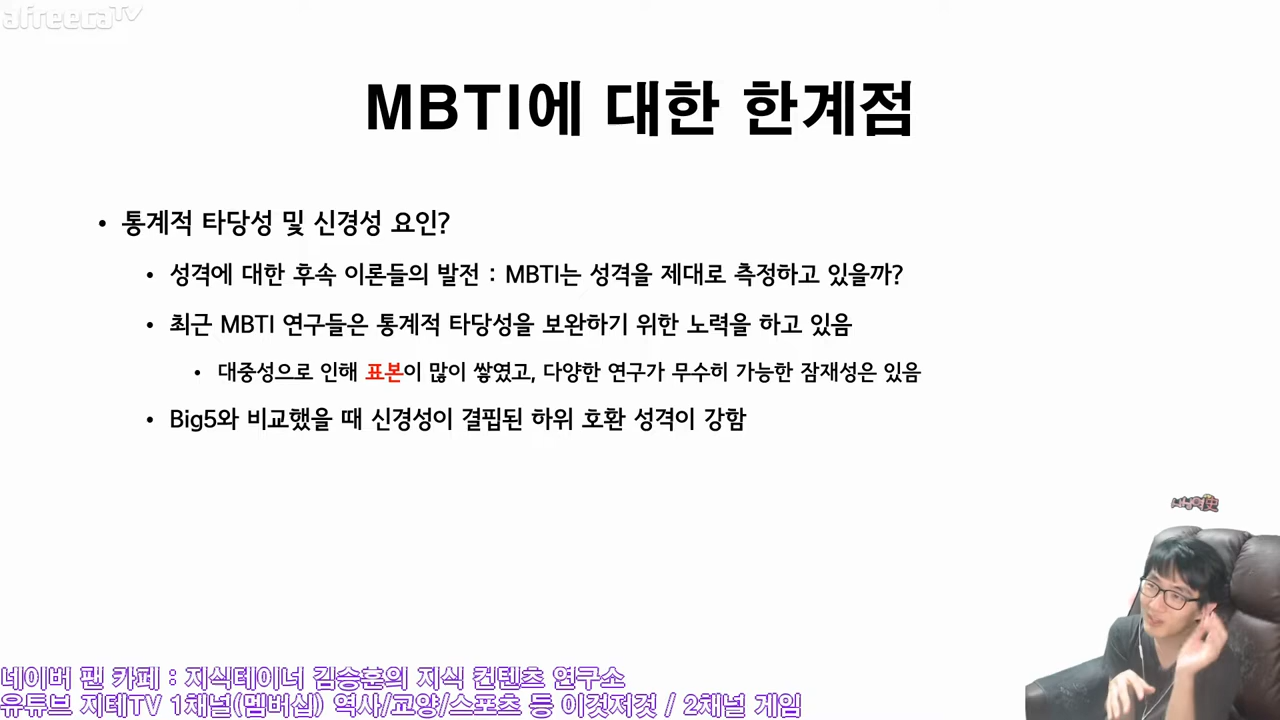 afreecaTV
MBTI에 대한 한계점
• 통계적 타당성 및 신경성 요인?
• 성격에 대한 후속 이론들의 발전 : MBTI는 성격을 제대로 측정하고 있을까?
• 최근 MBTI 연구들은 통계적 타당성을 보완하기 위한 노력을 하고 있음
• 대중성으로 인해 표본이 많이 쌓였고, 다양한 연구가 무수히 가능한 잠재성은 있음
• Big5와 비교했을 때 신경성이 결핍된 하위 호환 성격이 강함
네이버 팬 카페 : 지식테이너 김승훈의 지식 컨텐츠 연구소
유튜브 지테TV 1채널(멤버십) 역사/교양/스포츠 등 이것저것 / 2채널 게임